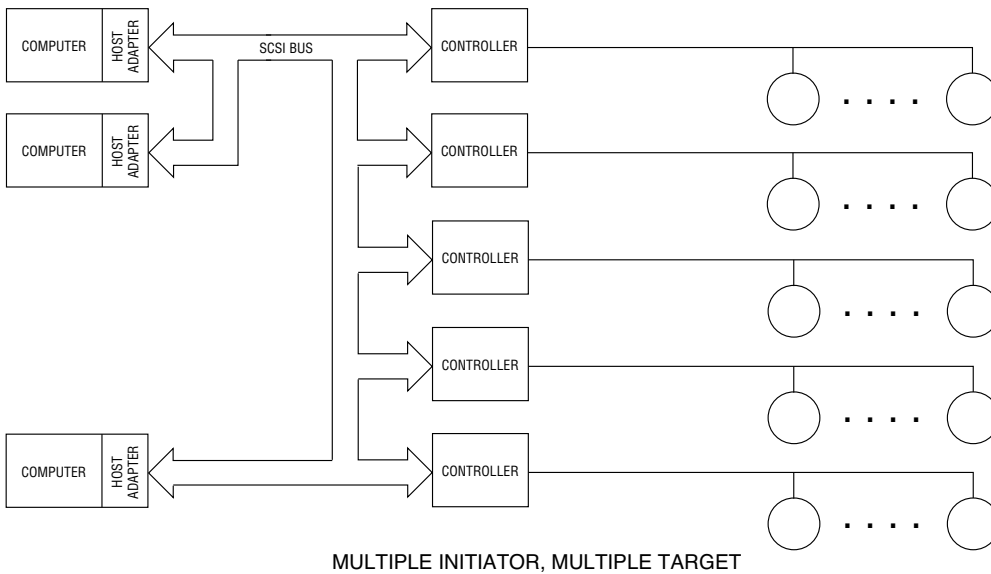 COMPUTER
HOST
ADAPTER
SCSI BUS
CONTROLLER
COMPUTER
HOST
ADAPTER
CONTROLLER
CONTROLLER
CONTROLLER
COMPUTER
HOST
ADAPTER
CONTROLLER
MULTIPLE INITIATOR, MULTIPLE TARGET